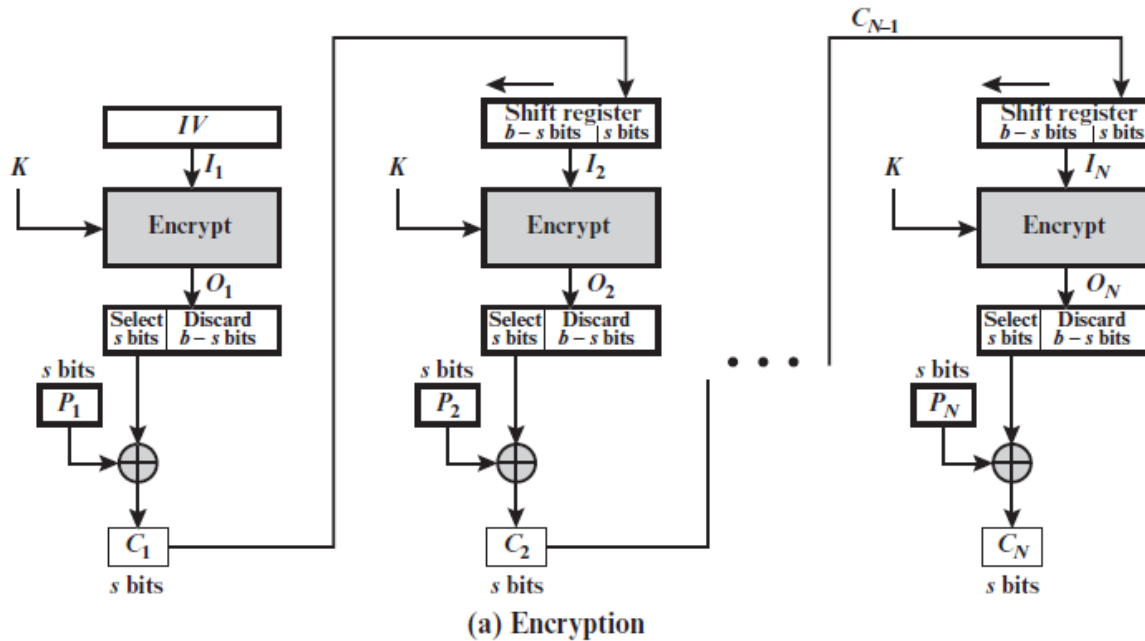 C_{N-1}
IV
Shift register
b – s bits | s bits
Shift register
b – s bits | s bits
K
I_1
K
I_2
K
I_N
Encrypt
Encrypt
Encrypt
O_1
O_2
O_N
Select
s bits
Discard
b – s bits
Select
s bits
Discard
b – s bits
Select
s bits
Discard
b – s bits
• • •
s bits
P_1
s bits
P_2
s bits
P_N
C_1
s bits
C_2
s bits
C_N
s bits
(a) Encryption